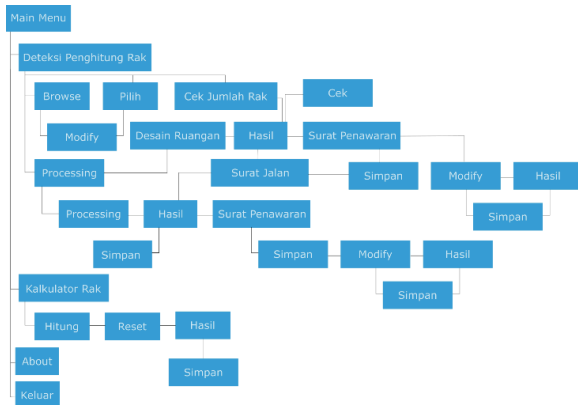 Main Menu
Deteksi Penghitung Rak
Browse
Pilih
Cek Jumlah Rak
Cek
Modify
Desain Ruangan
Hasil
Surat Penawaran
Processing
Surat Jalan
Simpan
Modify
Hasil
Processing
Hasil
Surat Penawaran
Simpan
Simpan
Simpan
Modify
Hasil
Simpan
Kalkulator Rak
Hitung
Reset
Hasil
About
Simpan
Keluar